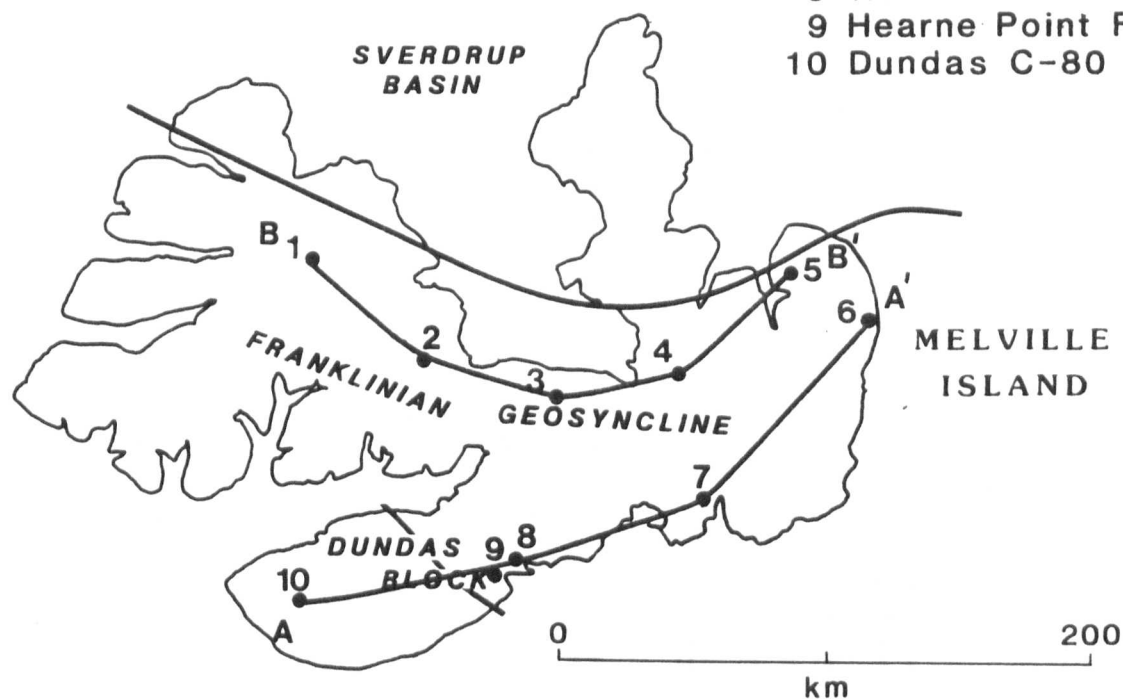 9 Hearne Point
10 Dundas C-80
SVERDRUP
BASIN
B
1
5
B'
6
A'
2
4
3
MELVILLE
ISLAND
FRANKLINIAN
GEOSYNCLINE
7
8
9
DUNDAS
BLOCK
10
A
0
200
km